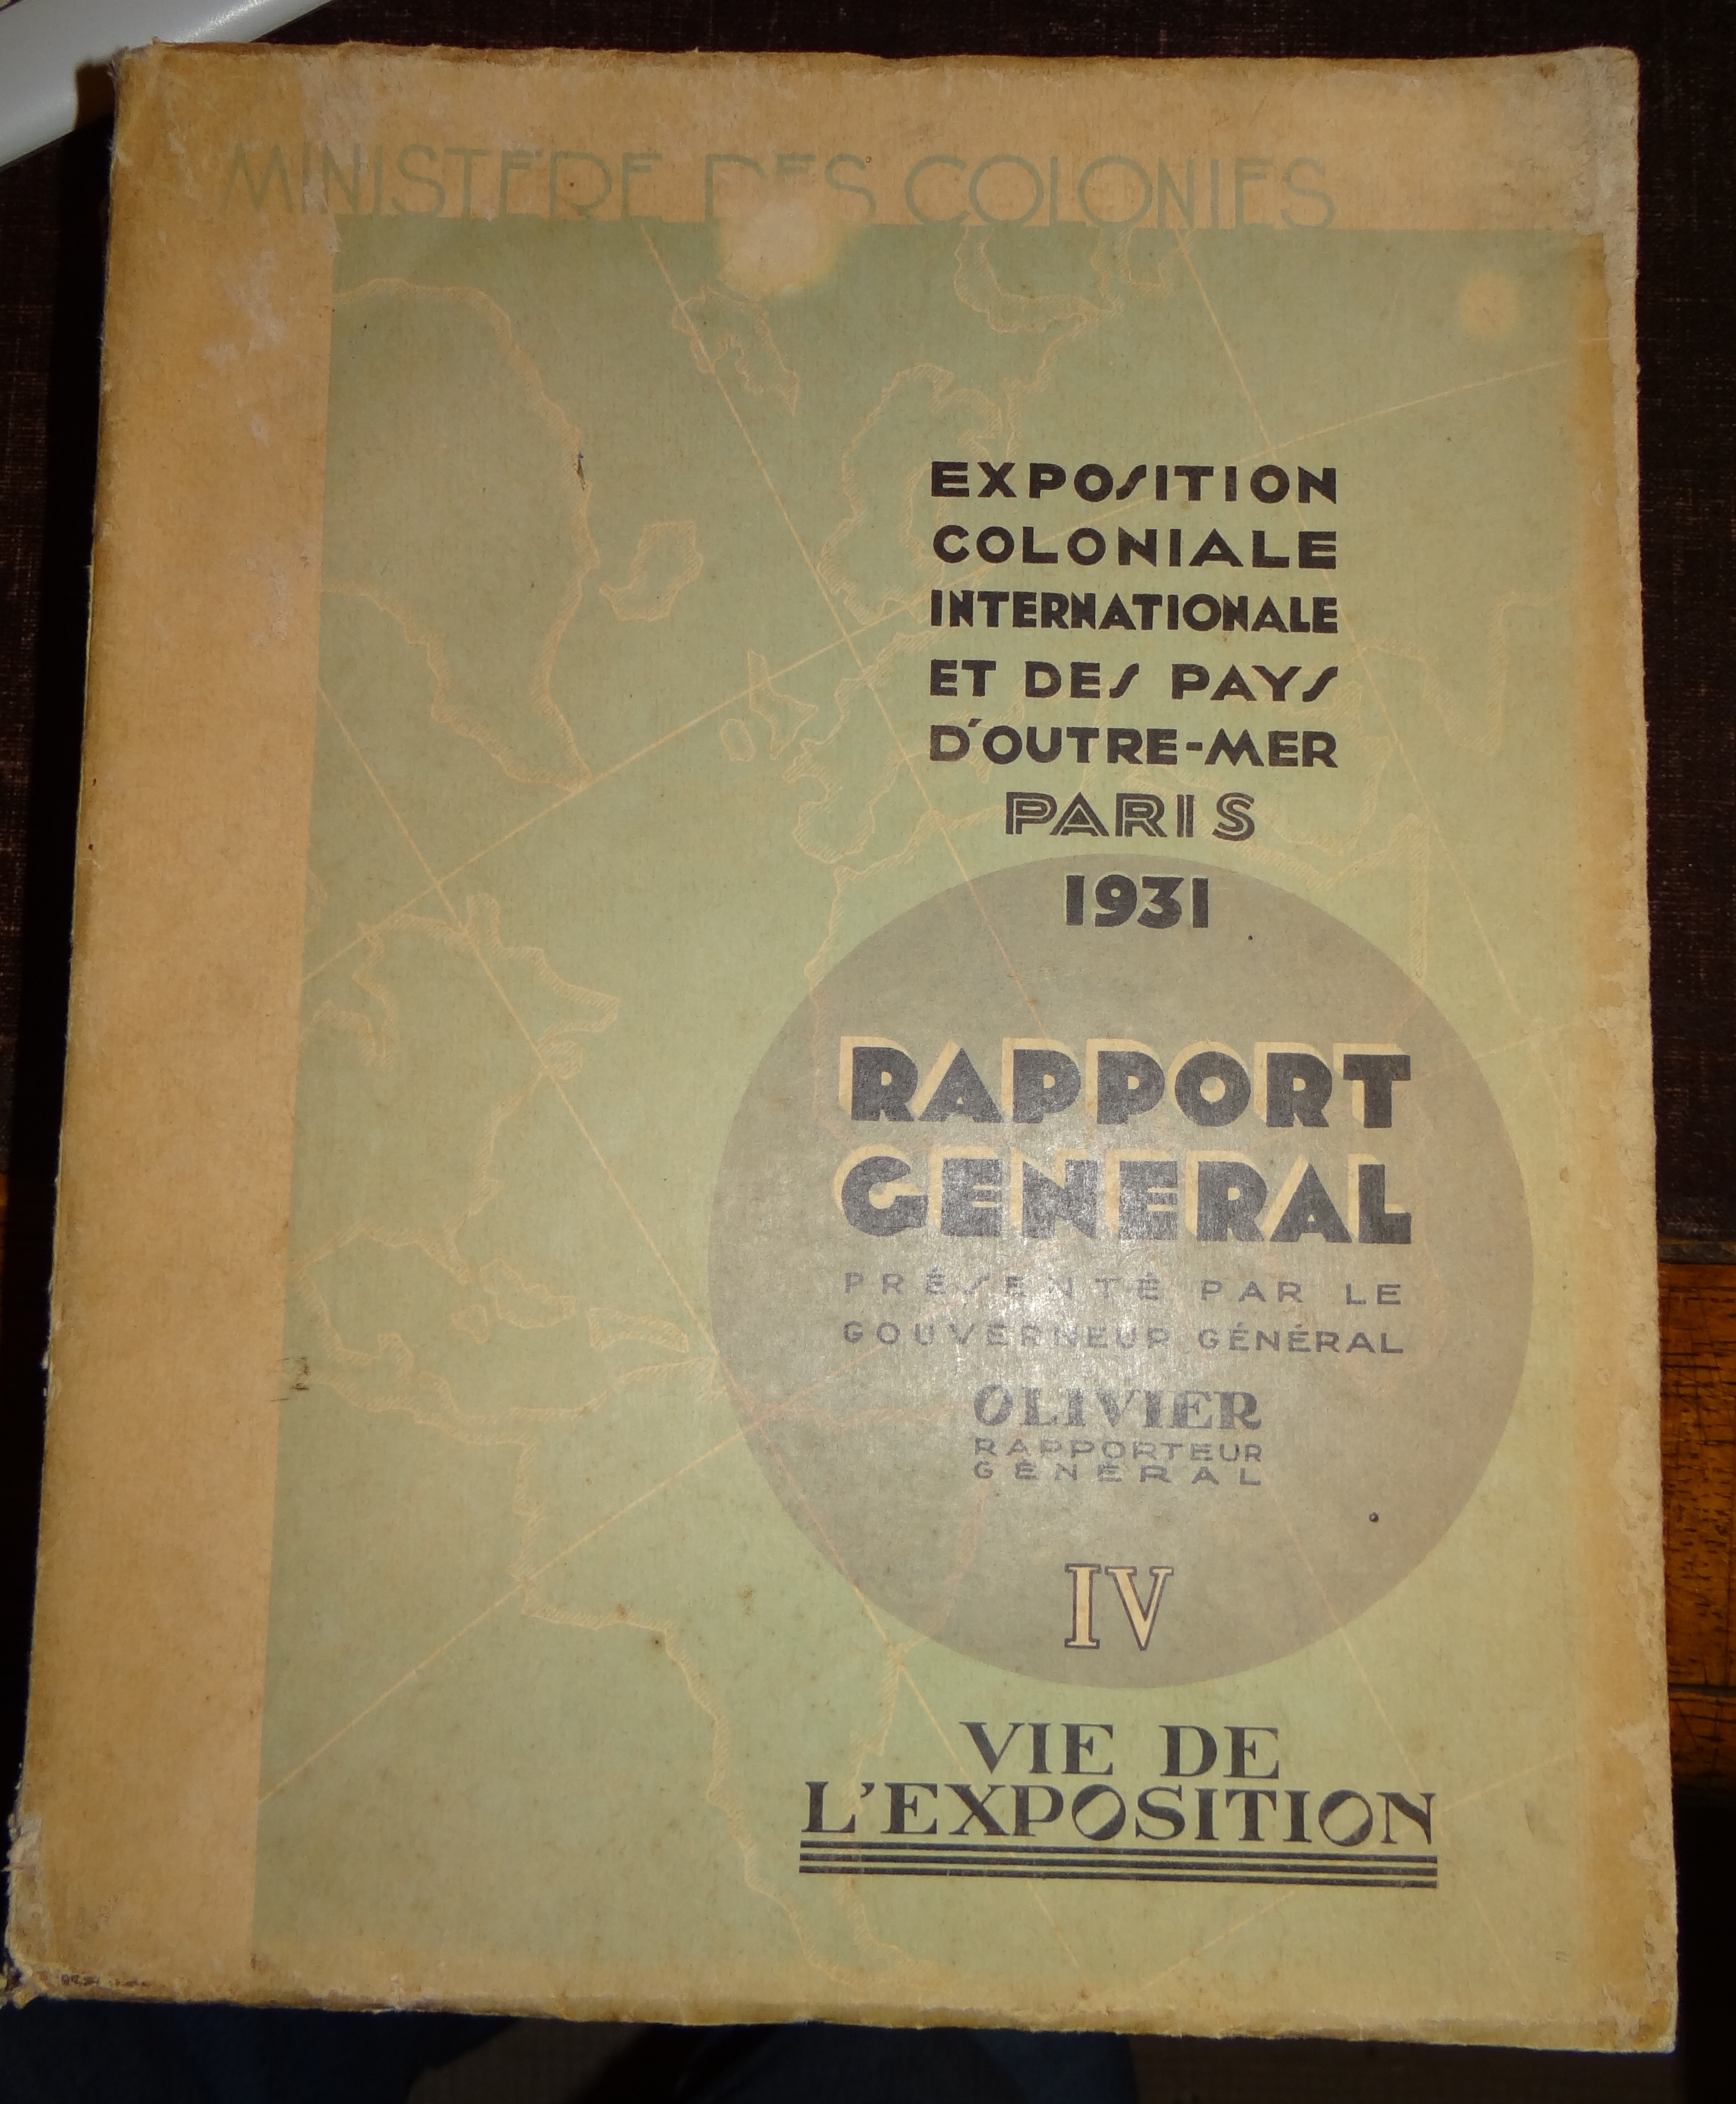 MINISTERE DES COLONIES
EXPOSITION
COLONIALE
INTERNATIONALE
ET DES PAYS
D'OUTRE-MER
PARIS
1931
RAPPORT
GENERAL
PRÉSENTÉ PAR LE
GOUVERNEUR GÉNÉRAL
OLIVIER
RAPPORTEUR
GÉNÉRAL
IV
VIE DE
L'EXPOSITION